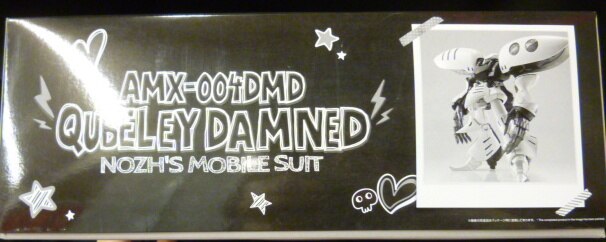 AMX-004DMD
QUBELEY DAMNED
NOZH'S MOBILE SUIT